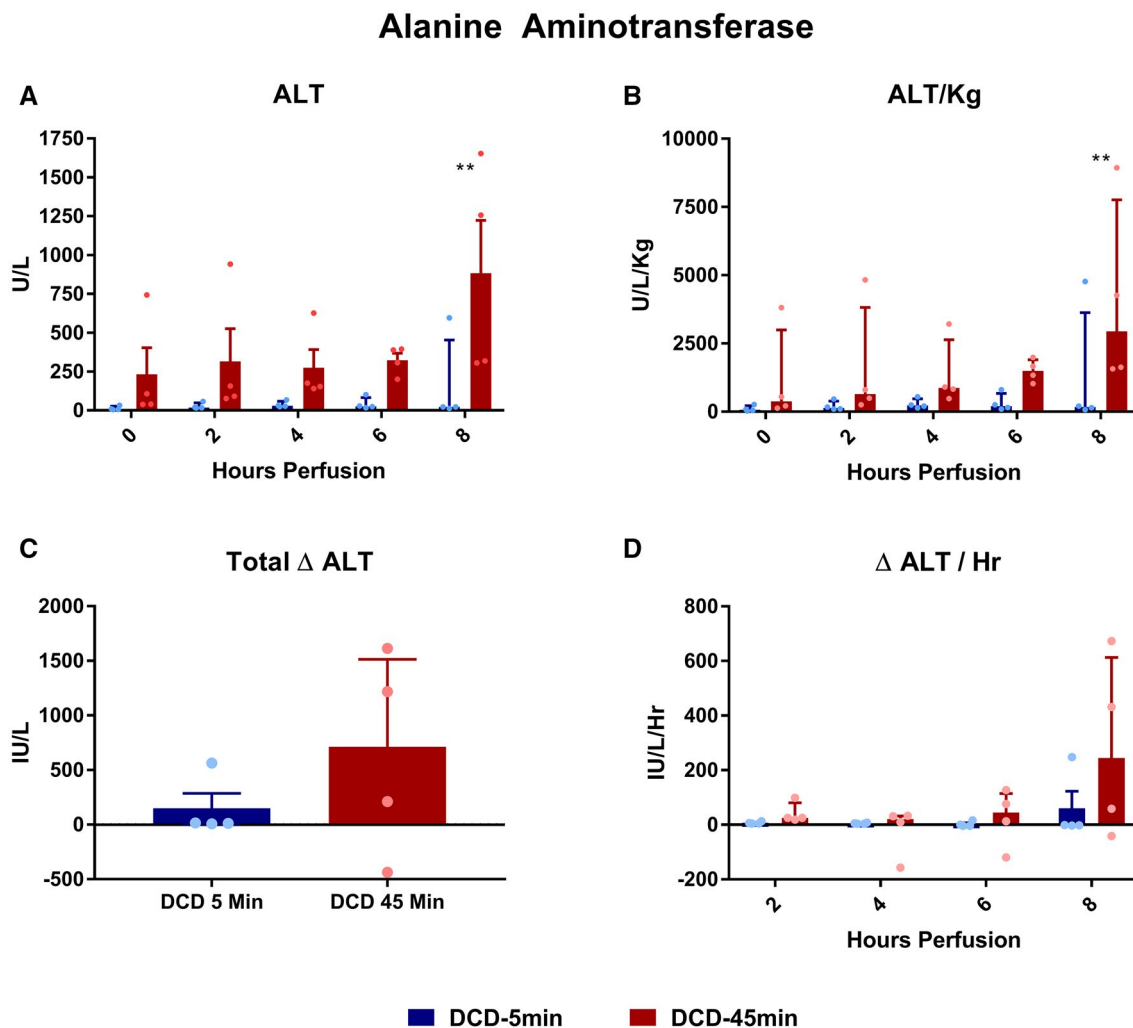 Alanine Aminotransferase
A
ALT
U/L
1750
1500
1250
1000
750
500
250
0
**
0 2 4 6 8
Hours Perfusion
B
ALT/Kg
U/L/Kg
10000
7500
5000
2500
0
**
0 2 4 6 8
Hours Perfusion
C
Total Δ ALT
IU/L
2000
1500
1000
500
0
-500
DCD 5 Min DCD 45 Min
D
Δ ALT / Hr
IU/L/Hr
800
600
400
200
0
-200
2 4 6 8
Hours Perfusion
DCD-5min DCD-45min